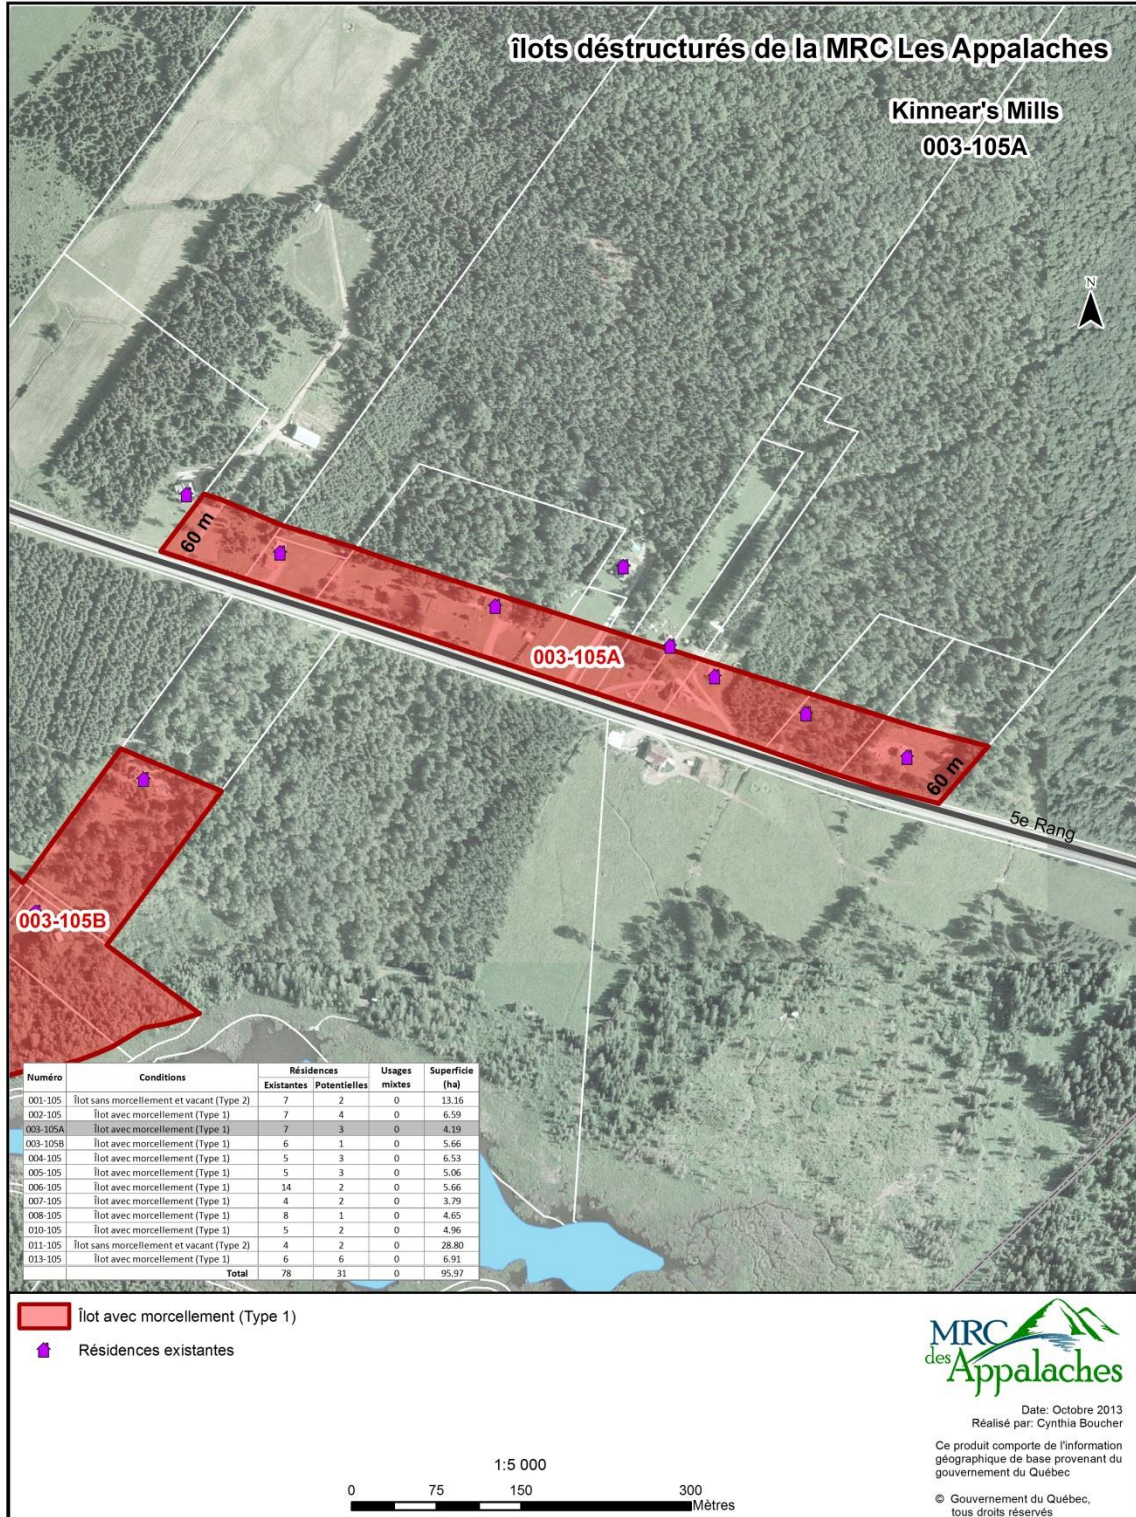 îlots déstructurés de la MRC Les Appalaches
Kinnear's Mills
003-105A
N
60 m
003-105A
60 m
5e Rang
003-105B
Numéro Conditions Résidences Usages mixtes Superficie (ha)
Existantes Potentielles
001-105 Îlot sans morcellement et vacant (Type 2) 7 2 0 13.16
002-105 Îlot avec morcellement (Type 1) 7 4 0 6.59
003-105A Îlot avec morcellement (Type 1) 7 3 0 4.19
003-105B Îlot avec morcellement (Type 1) 6 1 0 5.66
004-105 Îlot avec morcellement (Type 1) 5 3 0 6.53
005-105 Îlot avec morcellement (Type 1) 5 3 0 5.06
006-105 Îlot avec morcellement (Type 1) 14 2 0 5.66
007-105 Îlot avec morcellement (Type 1) 4 2 0 3.79
008-105 Îlot avec morcellement (Type 1) 8 1 0 4.65
010-105 Îlot avec morcellement (Type 1) 5 2 0 4.96
011-105 Îlot sans morcellement et vacant (Type 2) 4 2 0 28.80
013-105 Îlot avec morcellement (Type 1) 6 6 0 6.91
Total 78 31 0 95.97
Îlot avec morcellement (Type 1)
Résidences existantes
1:5 000
0 75 150 300
Mètres
MRC
des Appalaches
Date: Octobre 2013
Réalisé par: Cynthia Boucher
Ce produit comporte de l'information
géographique de base provenant du
gouvernement du Québec
© Gouvernement du Québec,
tous droits réservés